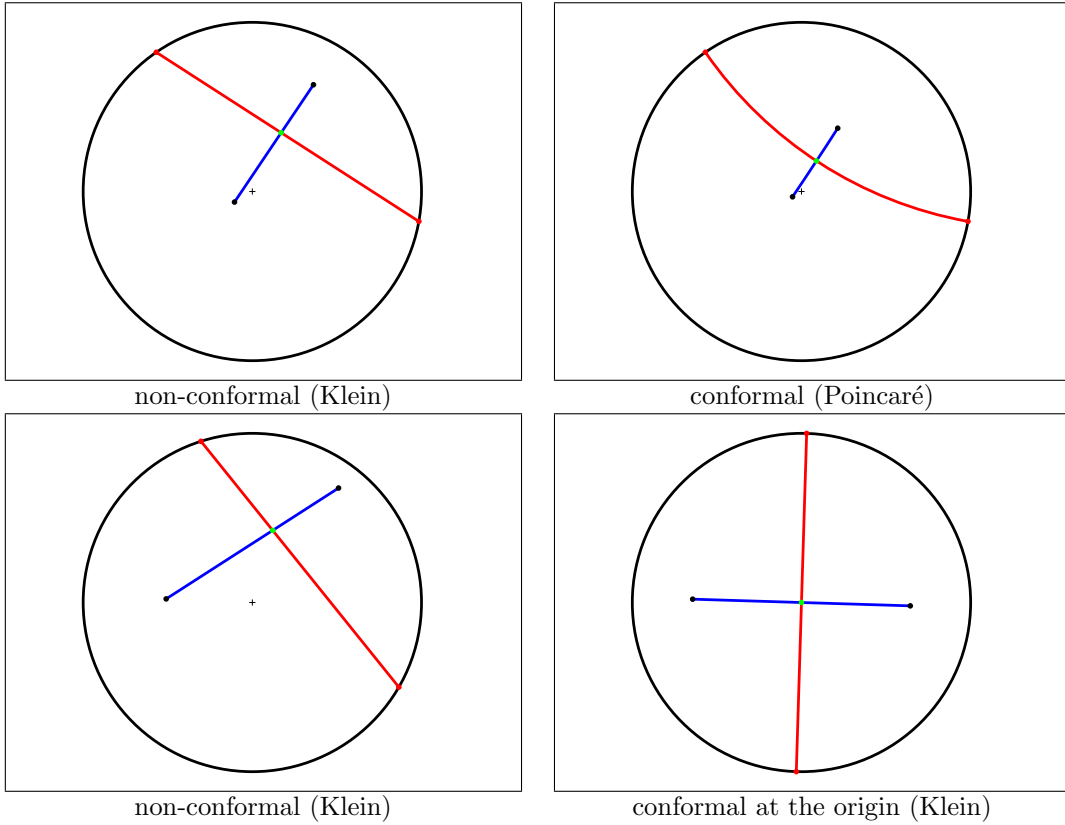 non-conformal (Klein)
conformal (Poincaré)
non-conformal (Klein)
conformal at the origin (Klein)